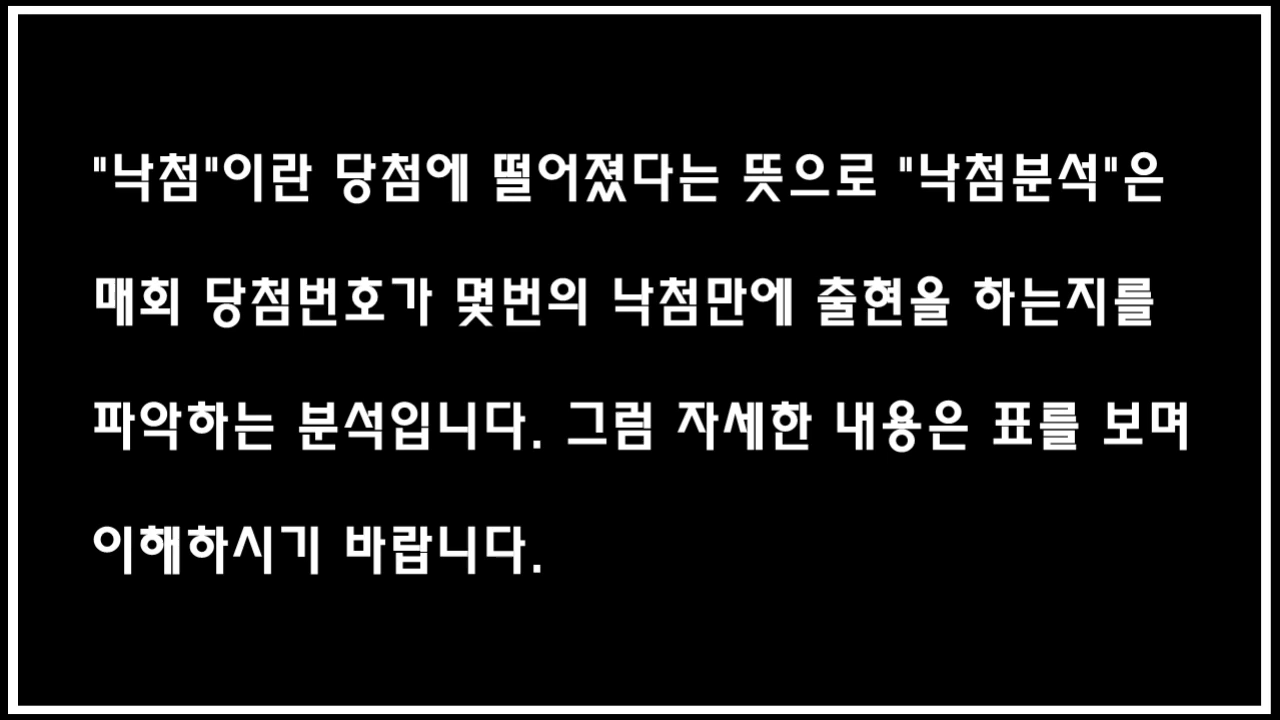 "낙첨"이란 당첨에 떨어졌다는 뜻으로 "낙첨분석"은
매회 당첨번호가 몇번의 낙첨만에 출현을 하는지를
파악하는 분석입니다. 그럼 자세한 내용은 표를 보며
이해하시기 바랍니다.